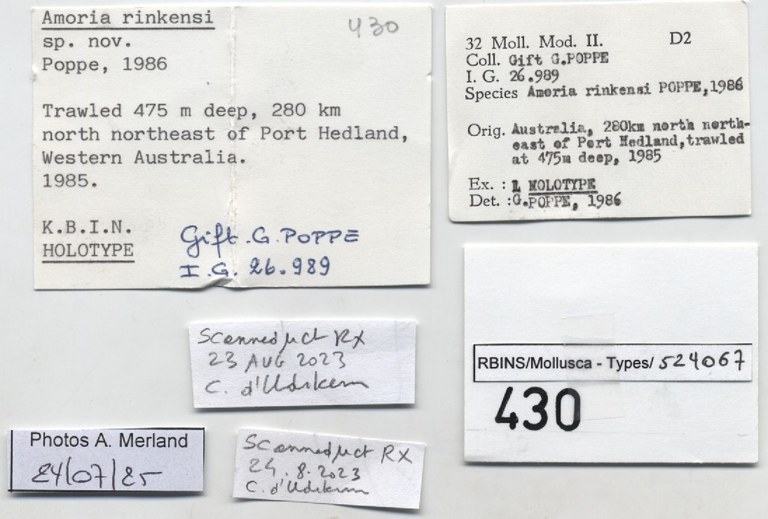 Amoria rinkensi
430
sp. nov.
Poppe, 1986
Trawled 475 m deep, 280 km
north northeast of Port Hedland,
Western Australia.
1985.
K.B.I.N.
HOLOTYPE
Gift. G. POPPE
I.G. 26.989
32 Moll. Mod. II. D2
Coll. Gift G.POPPE
I. G. 26.989
Species Amoria rinkensi POPPE,1986
Orig. Australia, 280km north north-
east of Port Hedland,trawled
at 475m deep, 1985
Ex. : 1 HOLOTYPE
Det. :G.POPPE, 1986
Scanned µct RX
23 AUG 2023
C. d'Udekem
RBINS/Mollusca - Types/ 524067
430
Photos A. Merland
24/07/25
Scanned µct RX
24.8.2023
C. d'Udekem